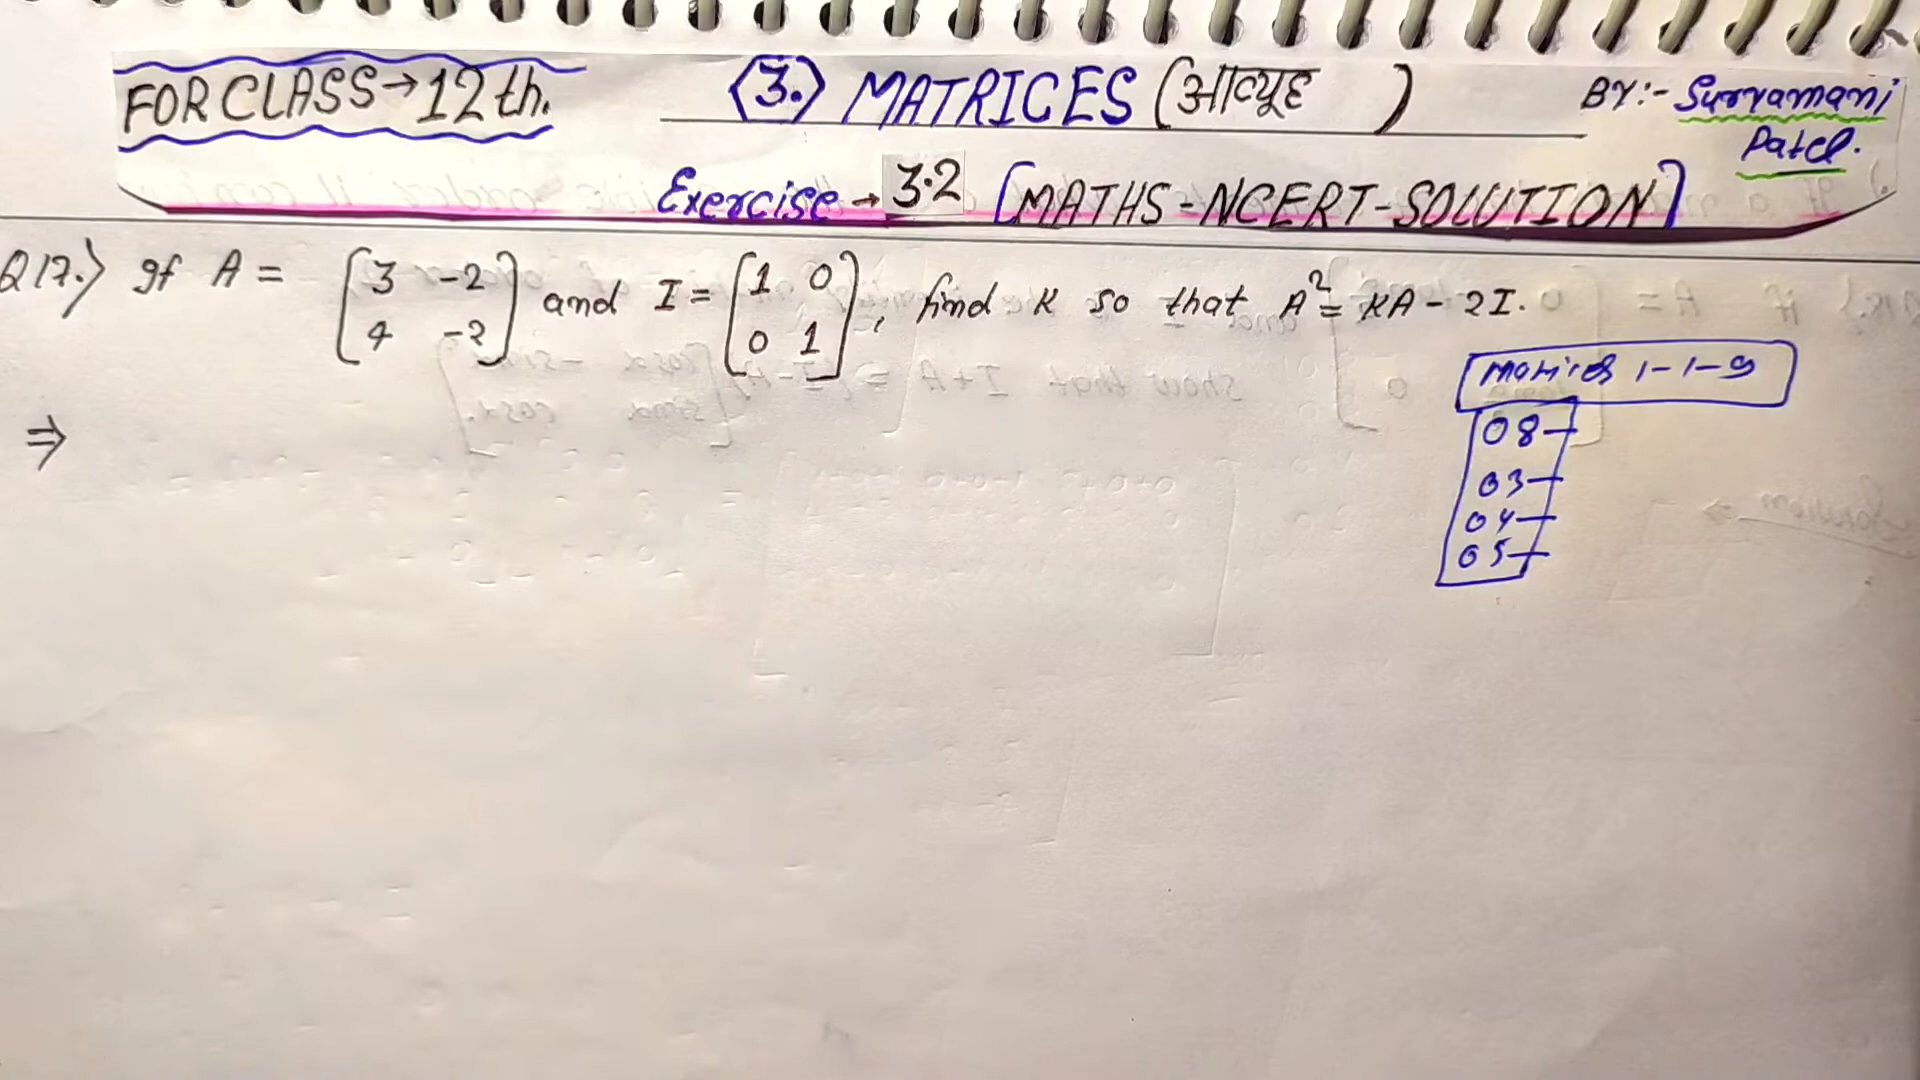 FOR CLASS→12th. (3.) MATRICES (आव्यूह ) BY:- Suryamani Patel.
Exercise→3.2 [MATHS-NCERT-SOLUTION]
Q17.) If A = [3 -2 4 -2] and I = [1 0 0 1], find K so that A² = KA - 2I.
⇒
1-1-9
08-
03-
04-
05-